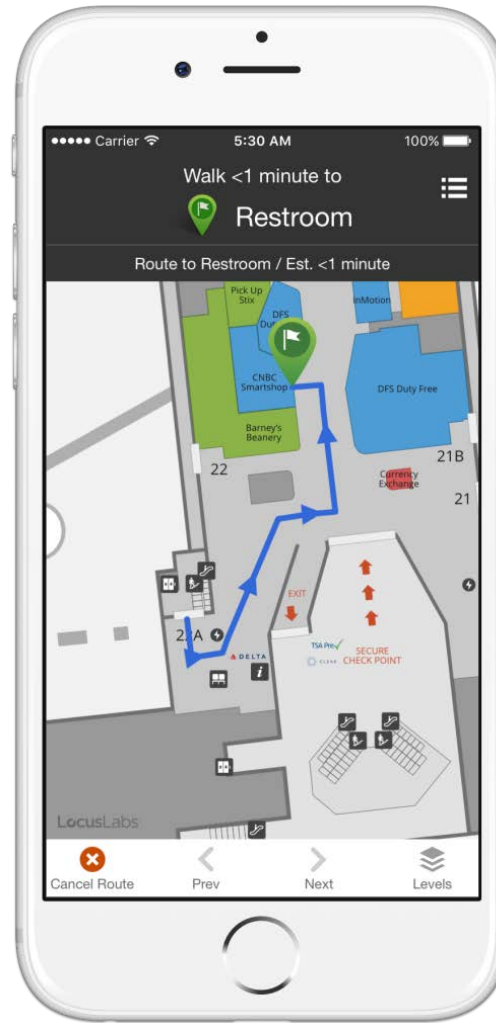 Carrier
5:30 AM
100%
Walk <1 minute to
Restroom
Route to Restroom / Est. <1 minute
Pick Up
Stix
InMotion
DFS
CNBC
Smartshop
DFS Duty Free
Barney's
Beanery
22
21B
Currency
Exchange
21
EXIT
DELTA
i
TSA Pre
CLEAR
SECURE
CHECK POINT
LocusLabs
Cancel Route
Prev
Next
Levels